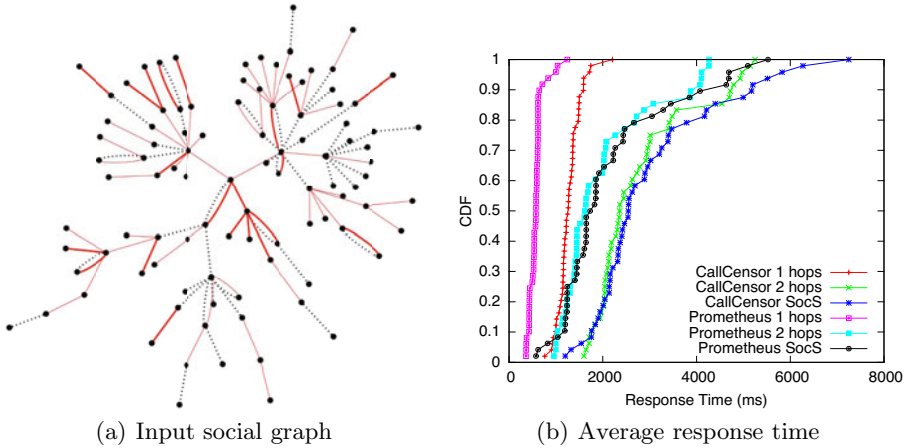 1
0.9
0.8
0.7
0.6
0.5
0.4
0.3
0.2
0.1
0
CDF
CallCensor 1 hops
CallCensor 2 hops
CallCensor SocS
Prometheus 1 hops
Prometheus 2 hops
Prometheus SocS
0 2000 4000 6000 8000
Response Time (ms)
(a) Input social graph
(b) Average response time